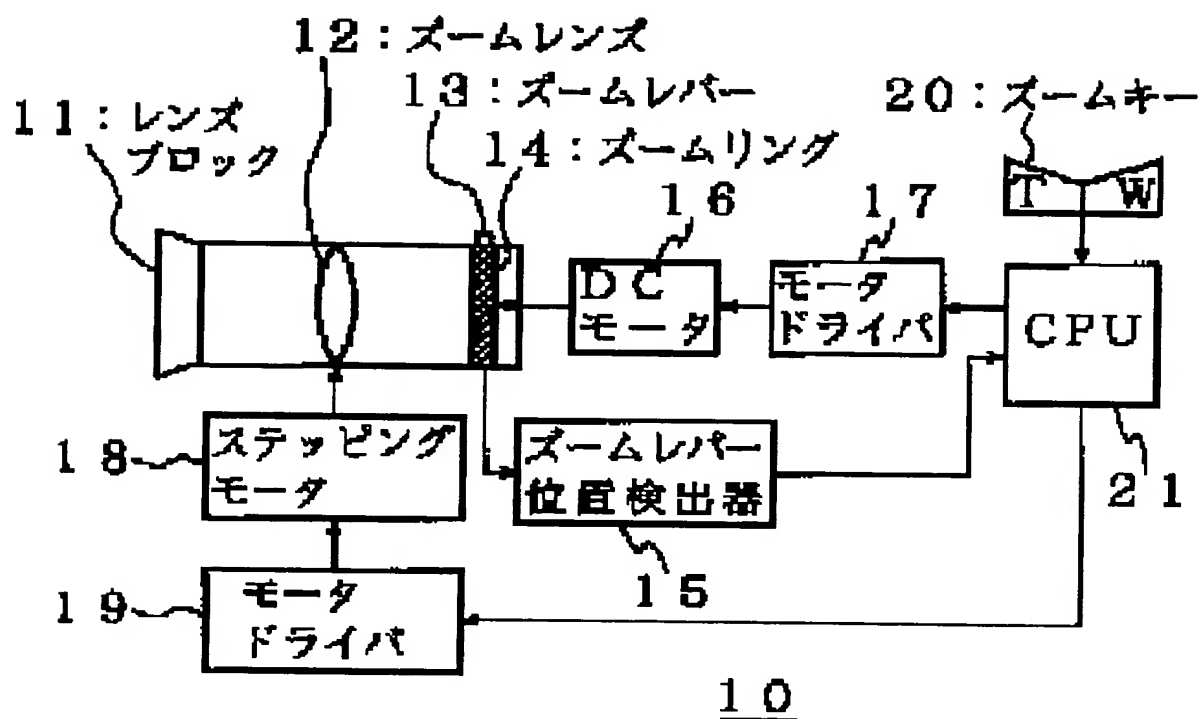 12：ズームレンズ
13：ズームレバー
20：ズームキー
11：レンズ
ブロック
14：ズームリング
16
17
T W
DC
モータ
モータ
ドライバ
CPU
18
ステッピング
モータ
ズームレバー
位置検出器
21
15
19
モータ
ドライバ
10